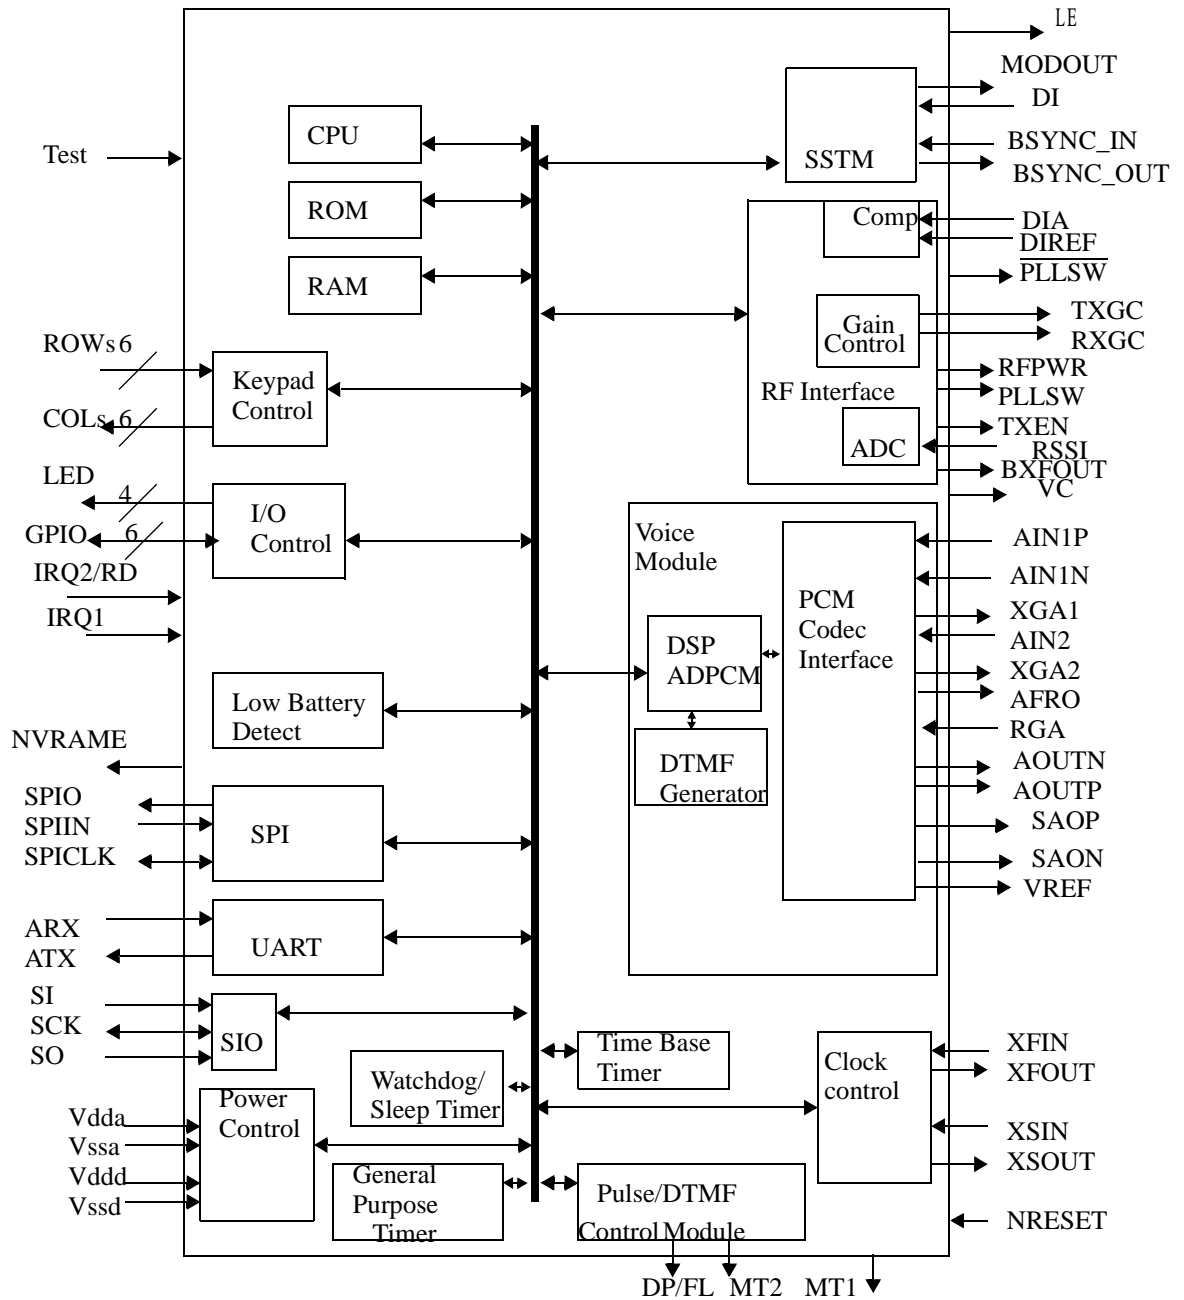 LE
MODOUT
DI
BSYNC_IN
BSYNC_OUT
SSTM
CPU
ROM
RAM
Test
Comp
DIA
DIREF
PLLSW
TXGC
RXGC
Gain
Control
RFPWR
PLLSW
RF Interface
TXEN
RSSI
BXFOUT
VC
ADC
ROWs 6
COLs 6
Keypad
Control
LED
4
GPIO 6
I/O
Control
IRQ2/RD
IRQ1
Voice
Module
PCM
Codec
Interface
DSP
ADPCM
DTMF
Generator
AIN1P
AIN1N
XGA1
AIN2
XGA2
AFRO
RGA
AOUTN
AOUTP
SAOP
SAON
VREF
Low Battery
Detect
NVRAME
SPIO
SPIIN
SPICLK
SPI
ARX
ATX
UART
SI
SCK
SO
SIO
Time Base
Timer
Watchdog/
Sleep Timer
Clock
control
XFIN
XFOUT
XSIN
XSOUT
Power
Control
Vdda
Vssa
Vddd
Vssd
General
Purpose
Timer
Pulse/DTMF
Control Module
NRESET
DP/FL MT2 MT1